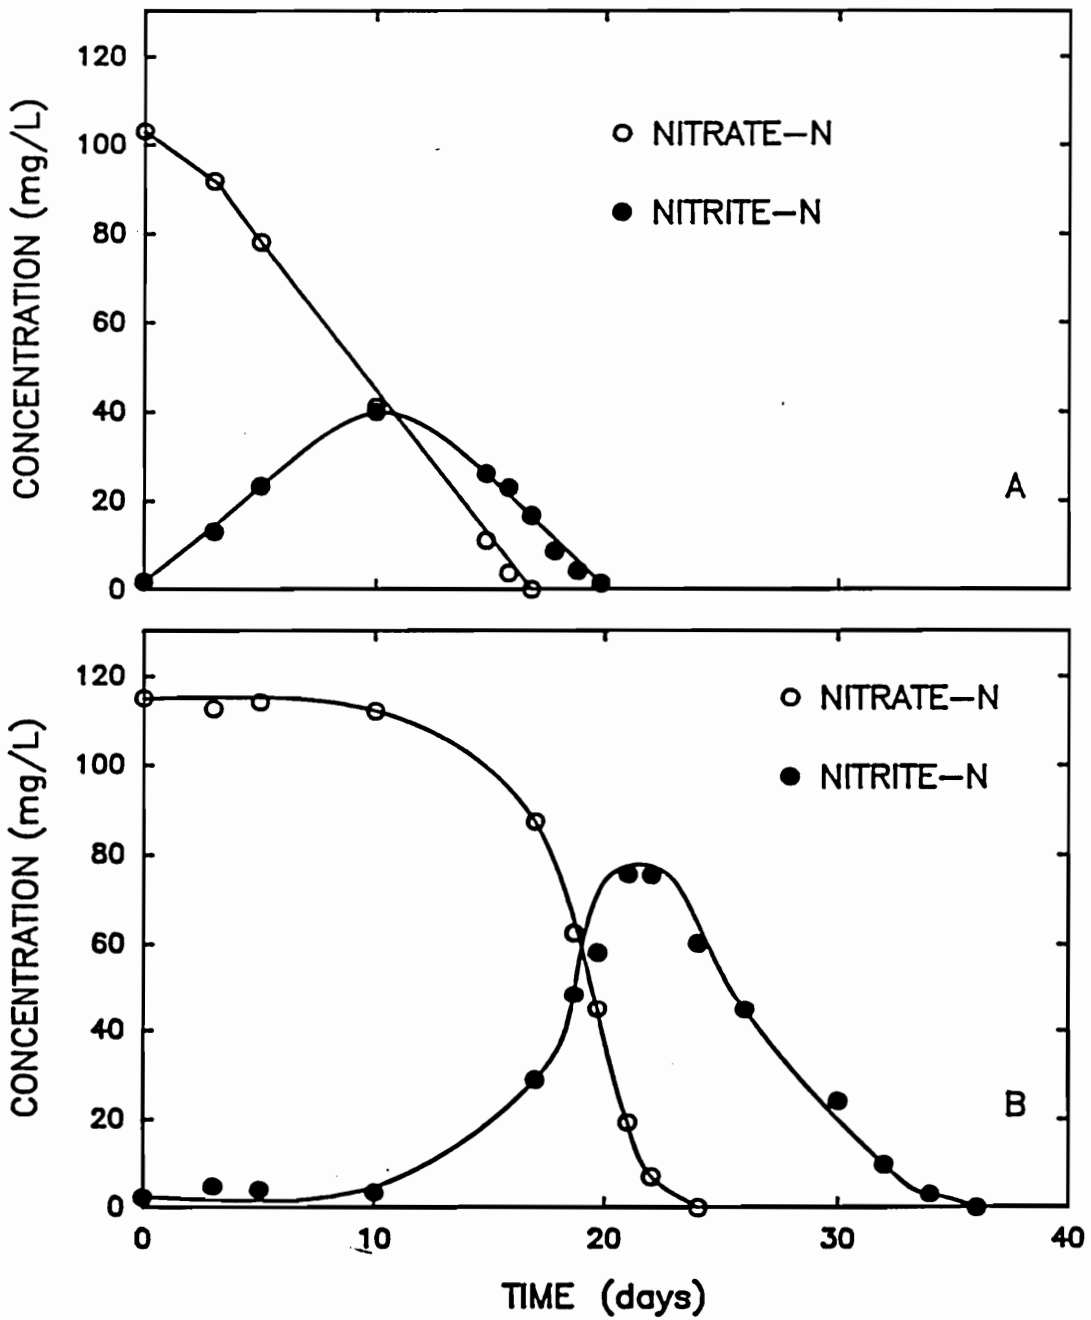 120
100
80
60
40
20
0
CONCENTRATION (mg/L)
NITRATE–N
NITRITE–N
A
120
100
80
60
40
20
0
CONCENTRATION (mg/L)
NITRATE–N
NITRITE–N
B
0 10 20 30 40
TIME (days)